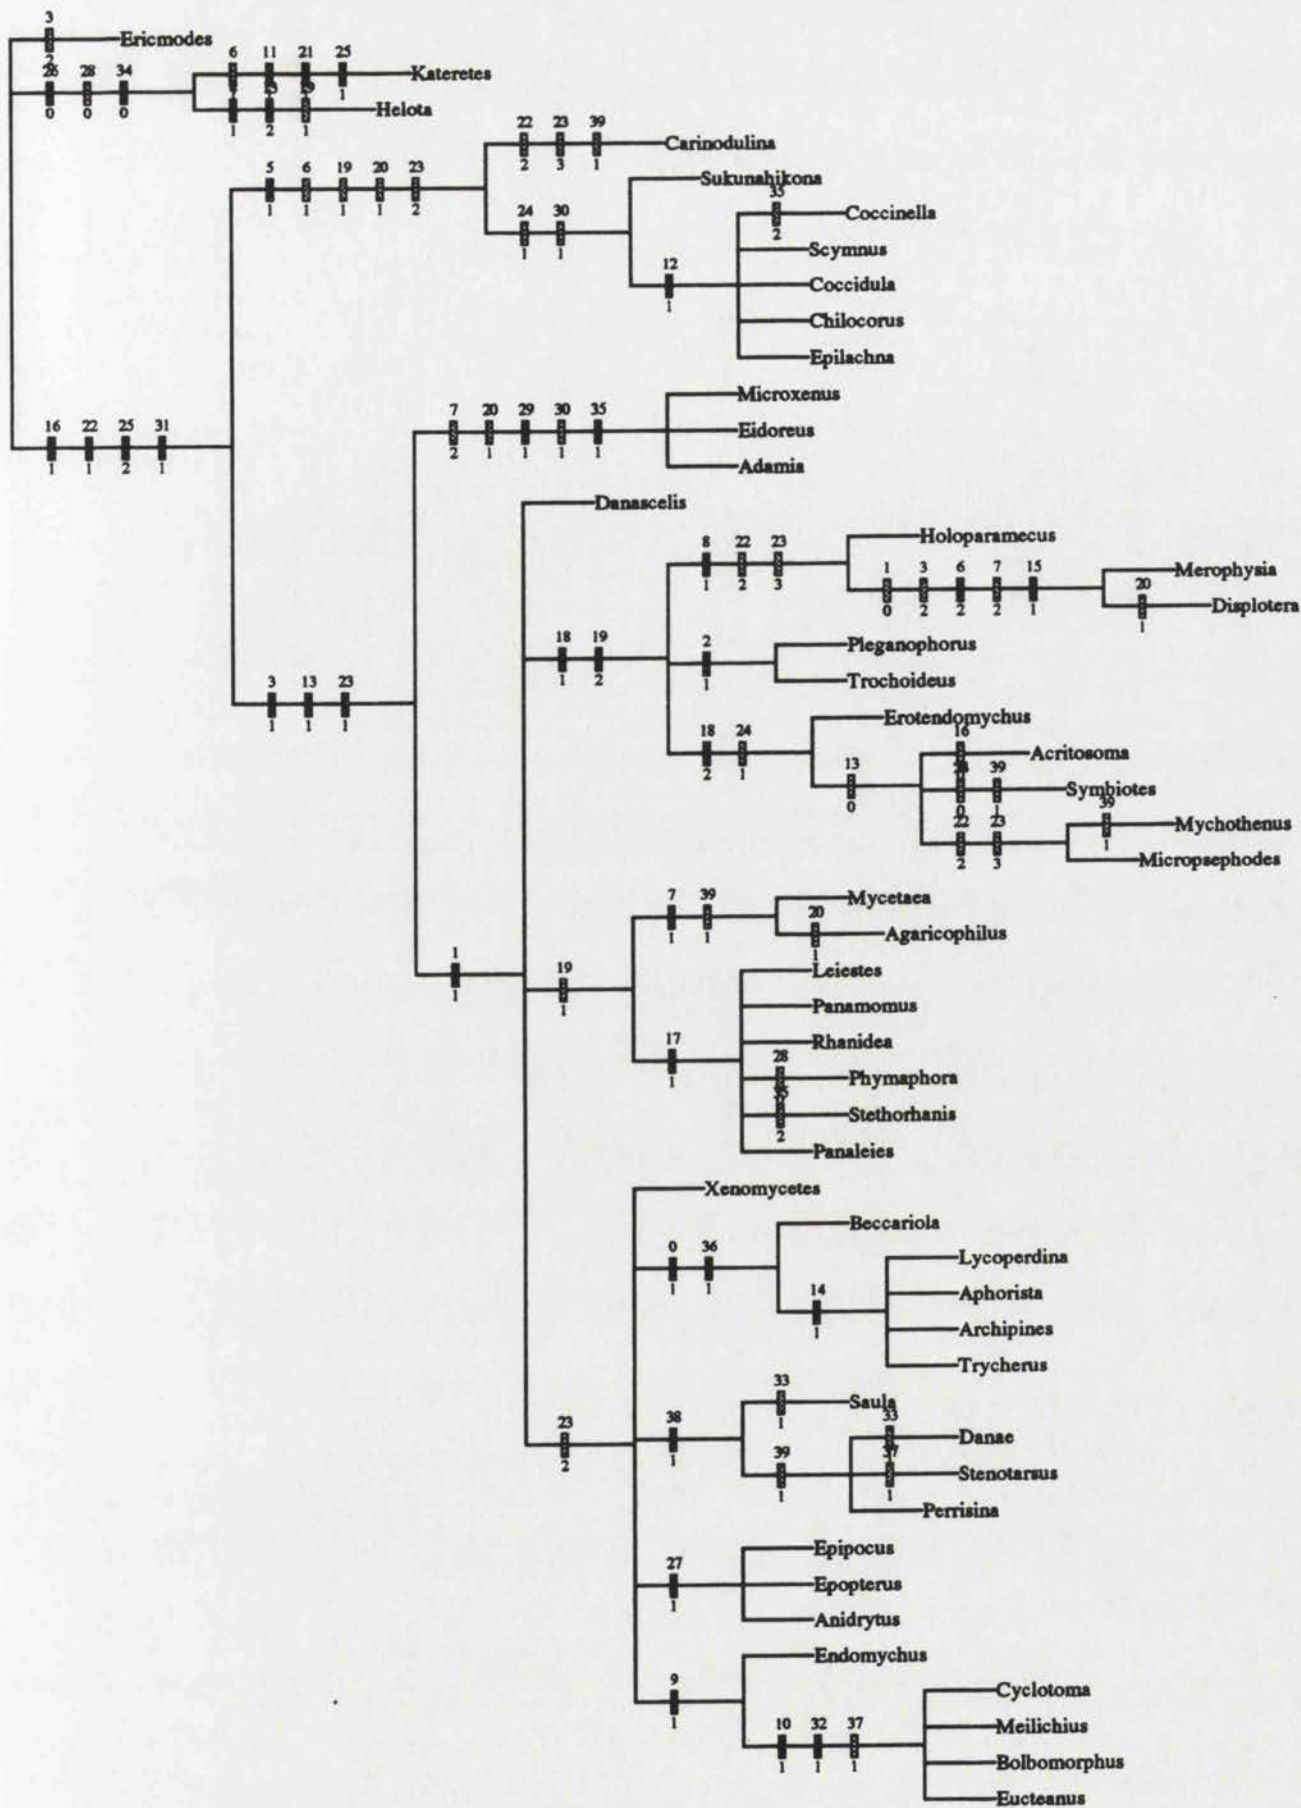 3
Ericmodes
2
26 28 34
0 0 0
6 11 21 25
Kateretes
1
Helota
1 2 1
22 23 39
Carinodulina
2 3 1
5 6 19 20 23
1 1 1 1 2
Sukunahikona
24 30
1 1
35
Coccinella
2
Scymnus
12
Coccidula
1
Chilocorus
Epilachna
16 22 25 31
1 1 2 1
Microxenus
7 20 29 30 35
Eidoreus
2 1 1 1 1
Adamia
Danascelis
3 13 23
1 1 1
Holoparamecus
8 22 23
1 2 3
1 3 6 7 15
Merophysia
0 2 2 2 1
20
Displotera
1
18 19
1 2
2
Pleganophorus
1
Trochoideus
Erotendomychus
18 24
2 1
16
Acritosoma
13
0
39
Symbiotes
0 1
22 23
2 3
39
Mychothenus
1
Micropsephodes
1
1
7 39
Mycetaea
1 1
20
Agaricophilus
1
19
1
Leiestes
Panamomus
17
Rhanidea
1
28
Phymaphora
35
Stethorhanis
2
Panaleies
Xenomycetes
Beccariola
0 36
1 1
Lycoperdina
14
Aphorista
1
Archipines
Trycherus
23
2
33
Saula
1
38
1
33
Danae
39
1
37
Stenotarsus
1
Perrisina
Epipocus
27
Epopterus
1
Anidrytus
Endomychus
9
1
Cyclotoma
10 32 37
Meilichius
1 1 1
Bolbomorphus
Eucteanus